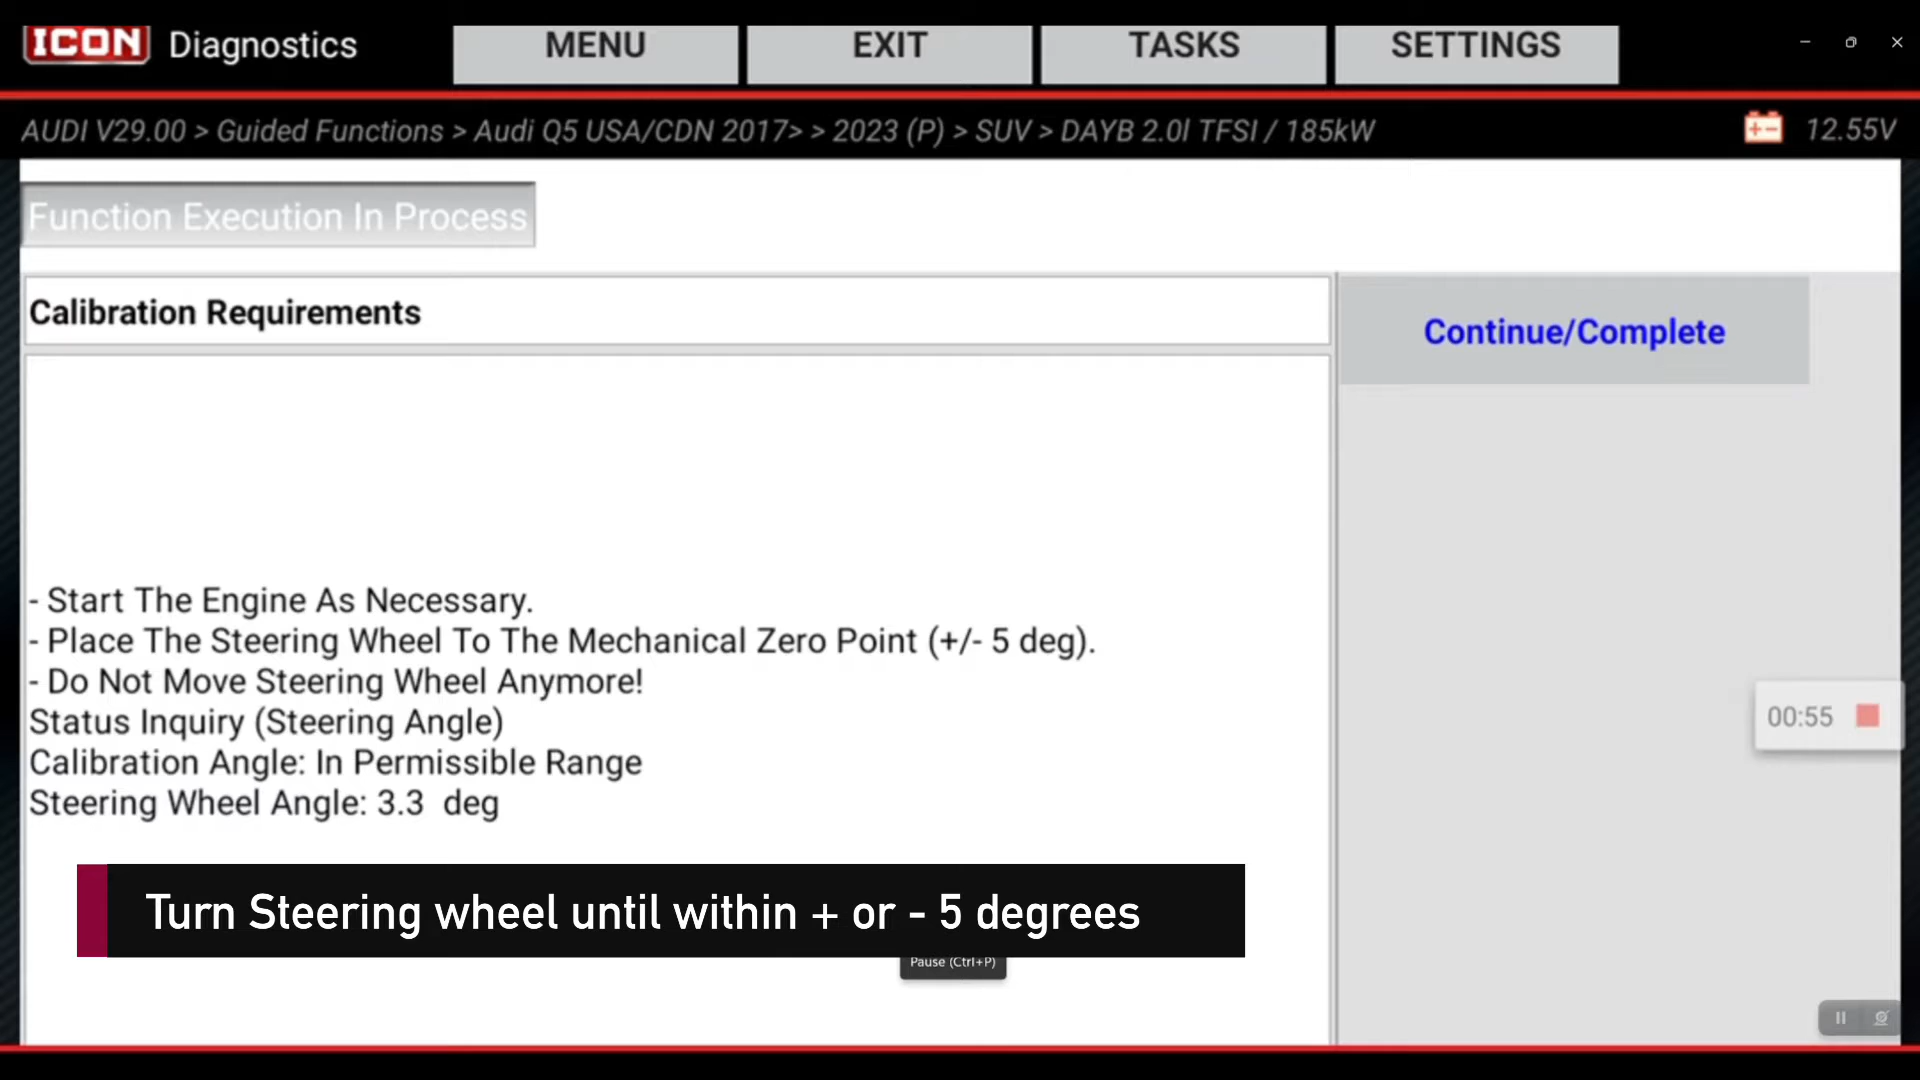 ICON Diagnostics
MENU
EXIT
TASKS
SETTINGS
AUDI V29.00 > Guided Functions > Audi Q5 USA/CDN 2017> > 2023 (P) > SUV > DAYB 2.0l TFSI / 185kW
12.55V
Function Execution In Process
Calibration Requirements
Continue/Complete
- Start The Engine As Necessary.
- Place The Steering Wheel To The Mechanical Zero Point (+/- 5 deg).
- Do Not Move Steering Wheel Anymore!
Status Inquiry (Steering Angle)
Calibration Angle: In Permissible Range
Steering Wheel Angle: 3.3 deg
00:55
Turn Steering wheel until within + or - 5 degrees
Pause (Ctrl+P)